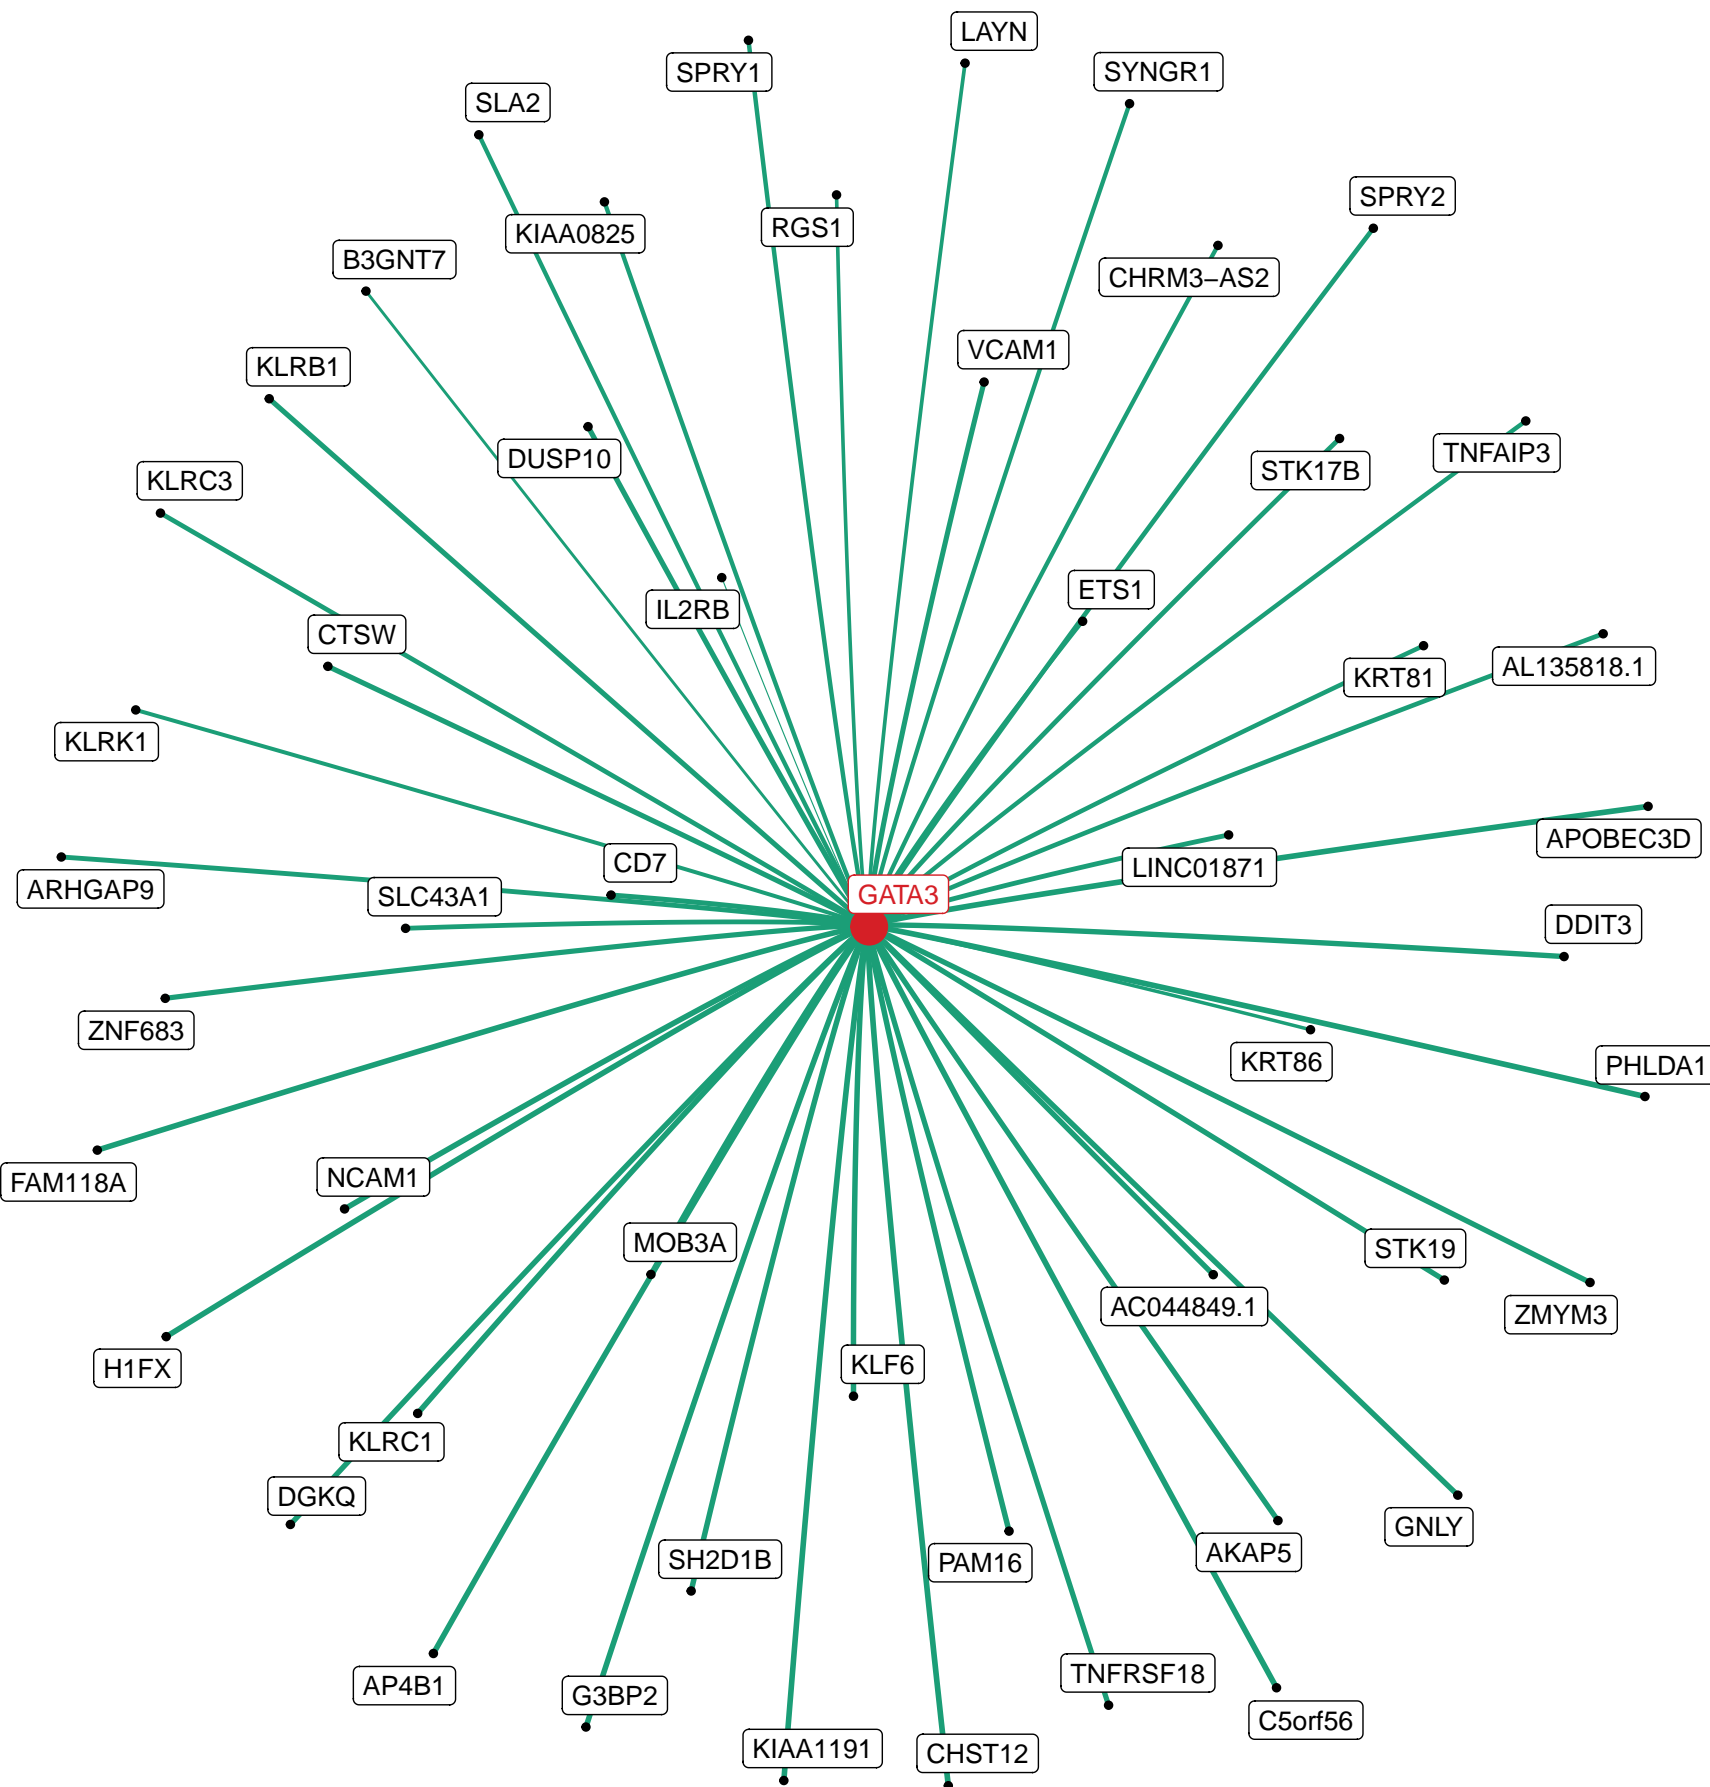 LAYN
SPRY1
SYNGR1
SLA2
SPRY2
RGS1
KIAA0825
B3GNT7
CHRM3–AS2
VCAM1
KLRB1
TNFAIP3
DUSP10
STK17B
KLRC3
ETS1
IL2RB
CTSW
AL135818.1
KRT81
KLRK1
APOBEC3D
CD7
LINC01871
ARHGAP9
SLC43A1
GATA3
DDIT3
ZNF683
KRT86
PHLDA1
NCAM1
FAM118A
MOB3A
STK19
AC044849.1
ZMYM3
KLF6
H1FX
KLRC1
DGKQ
GNLY
AKAP5
SH2D1B
PAM16
TNFRSF18
AP4B1
G3BP2
C5orf56
KIAA1191
CHST12